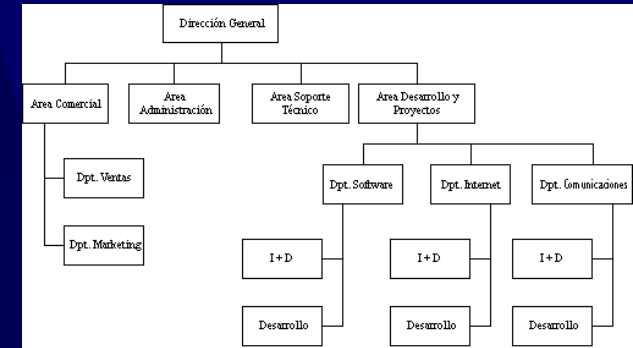 Dirección General
Area Comercial
Area
Administración
Area Soporte
Técnico
Area Desarrollo y
Proyectos
Dpt. Ventas
Dpt. Marketing
Dpt. Software
Dpt. Internet
Dpt. Comunicaciones
I + D
I + D
I + D
Desarrollo
Desarrollo
Desarrollo